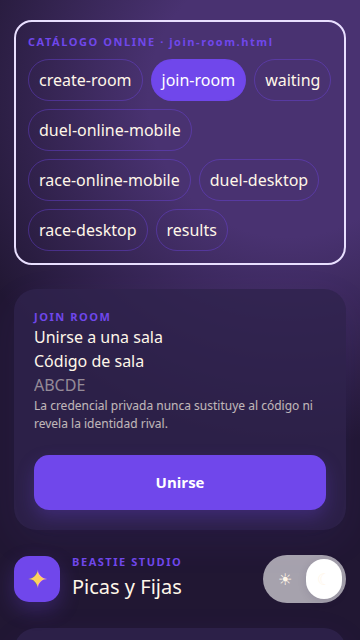 CATÁLOGO ONLINE · join-room.html
create-room join-room waiting
duel-online-mobile
race-online-mobile duel-desktop
race-desktop results
JOIN ROOM
Unirse a una sala
Código de sala
ABCDE
La credencial privada nunca sustituye al código ni
revela la identidad rival.
Unirse
BEASTIE STUDIO
Picas y Fijas